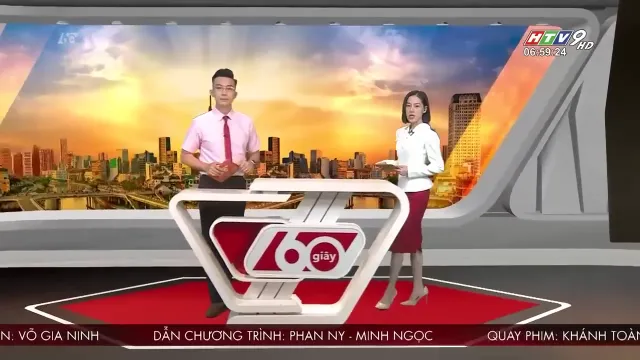 HTV9 HD
06:59:24
60 giây
N: VÕ GIA NINH
DẪN CHƯƠNG TRÌNH: PHAN NY - MINH NGỌC
QUAY PHIM: KHÁNH TOÀN